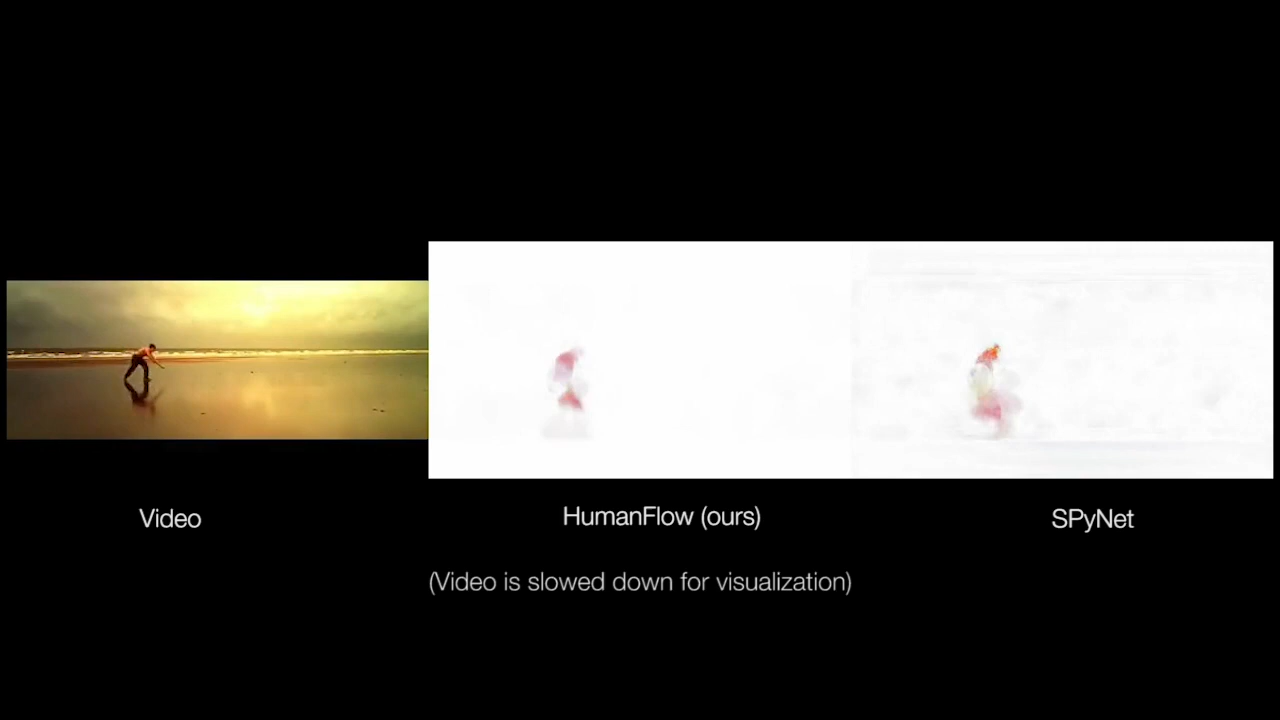 Video
HumanFlow (ours)
SPyNet
(Video is slowed down for visualization)